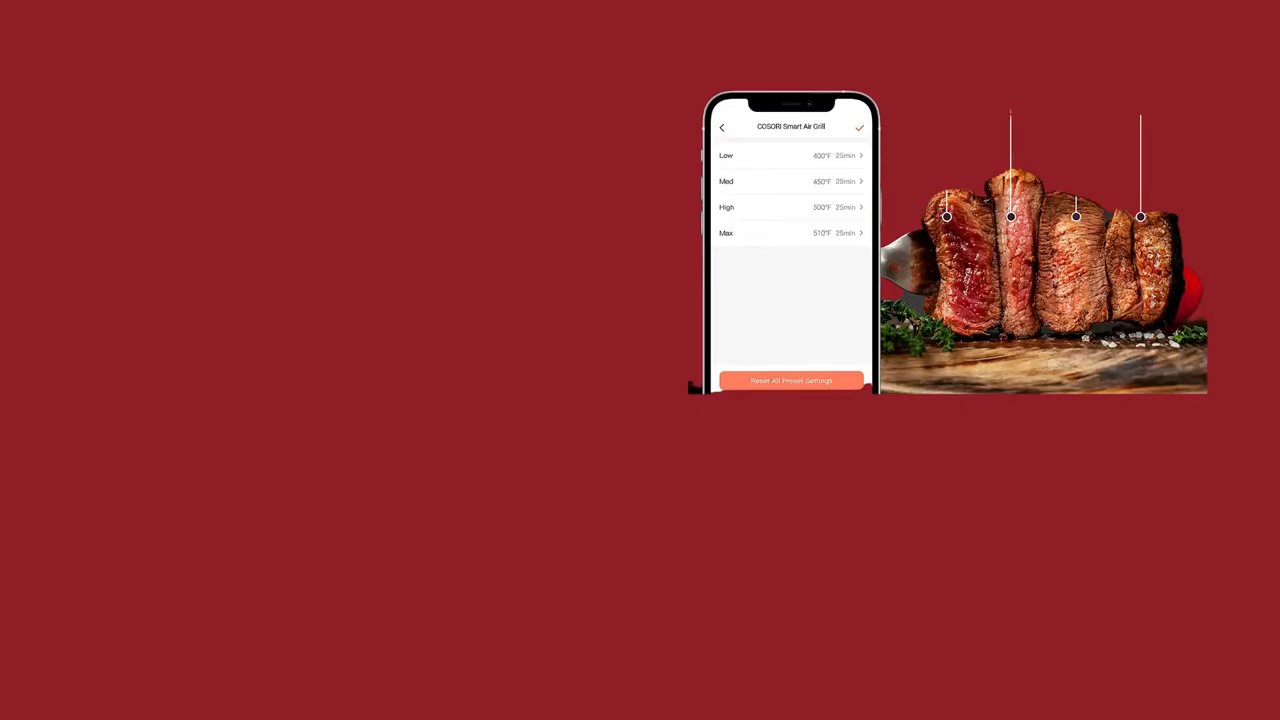 COSORI Smart Air Grill
Low 400°F 25min
Med 450°F 25min
High 500°F 25min
Max 510°F 25min
Reset All Preset Settings